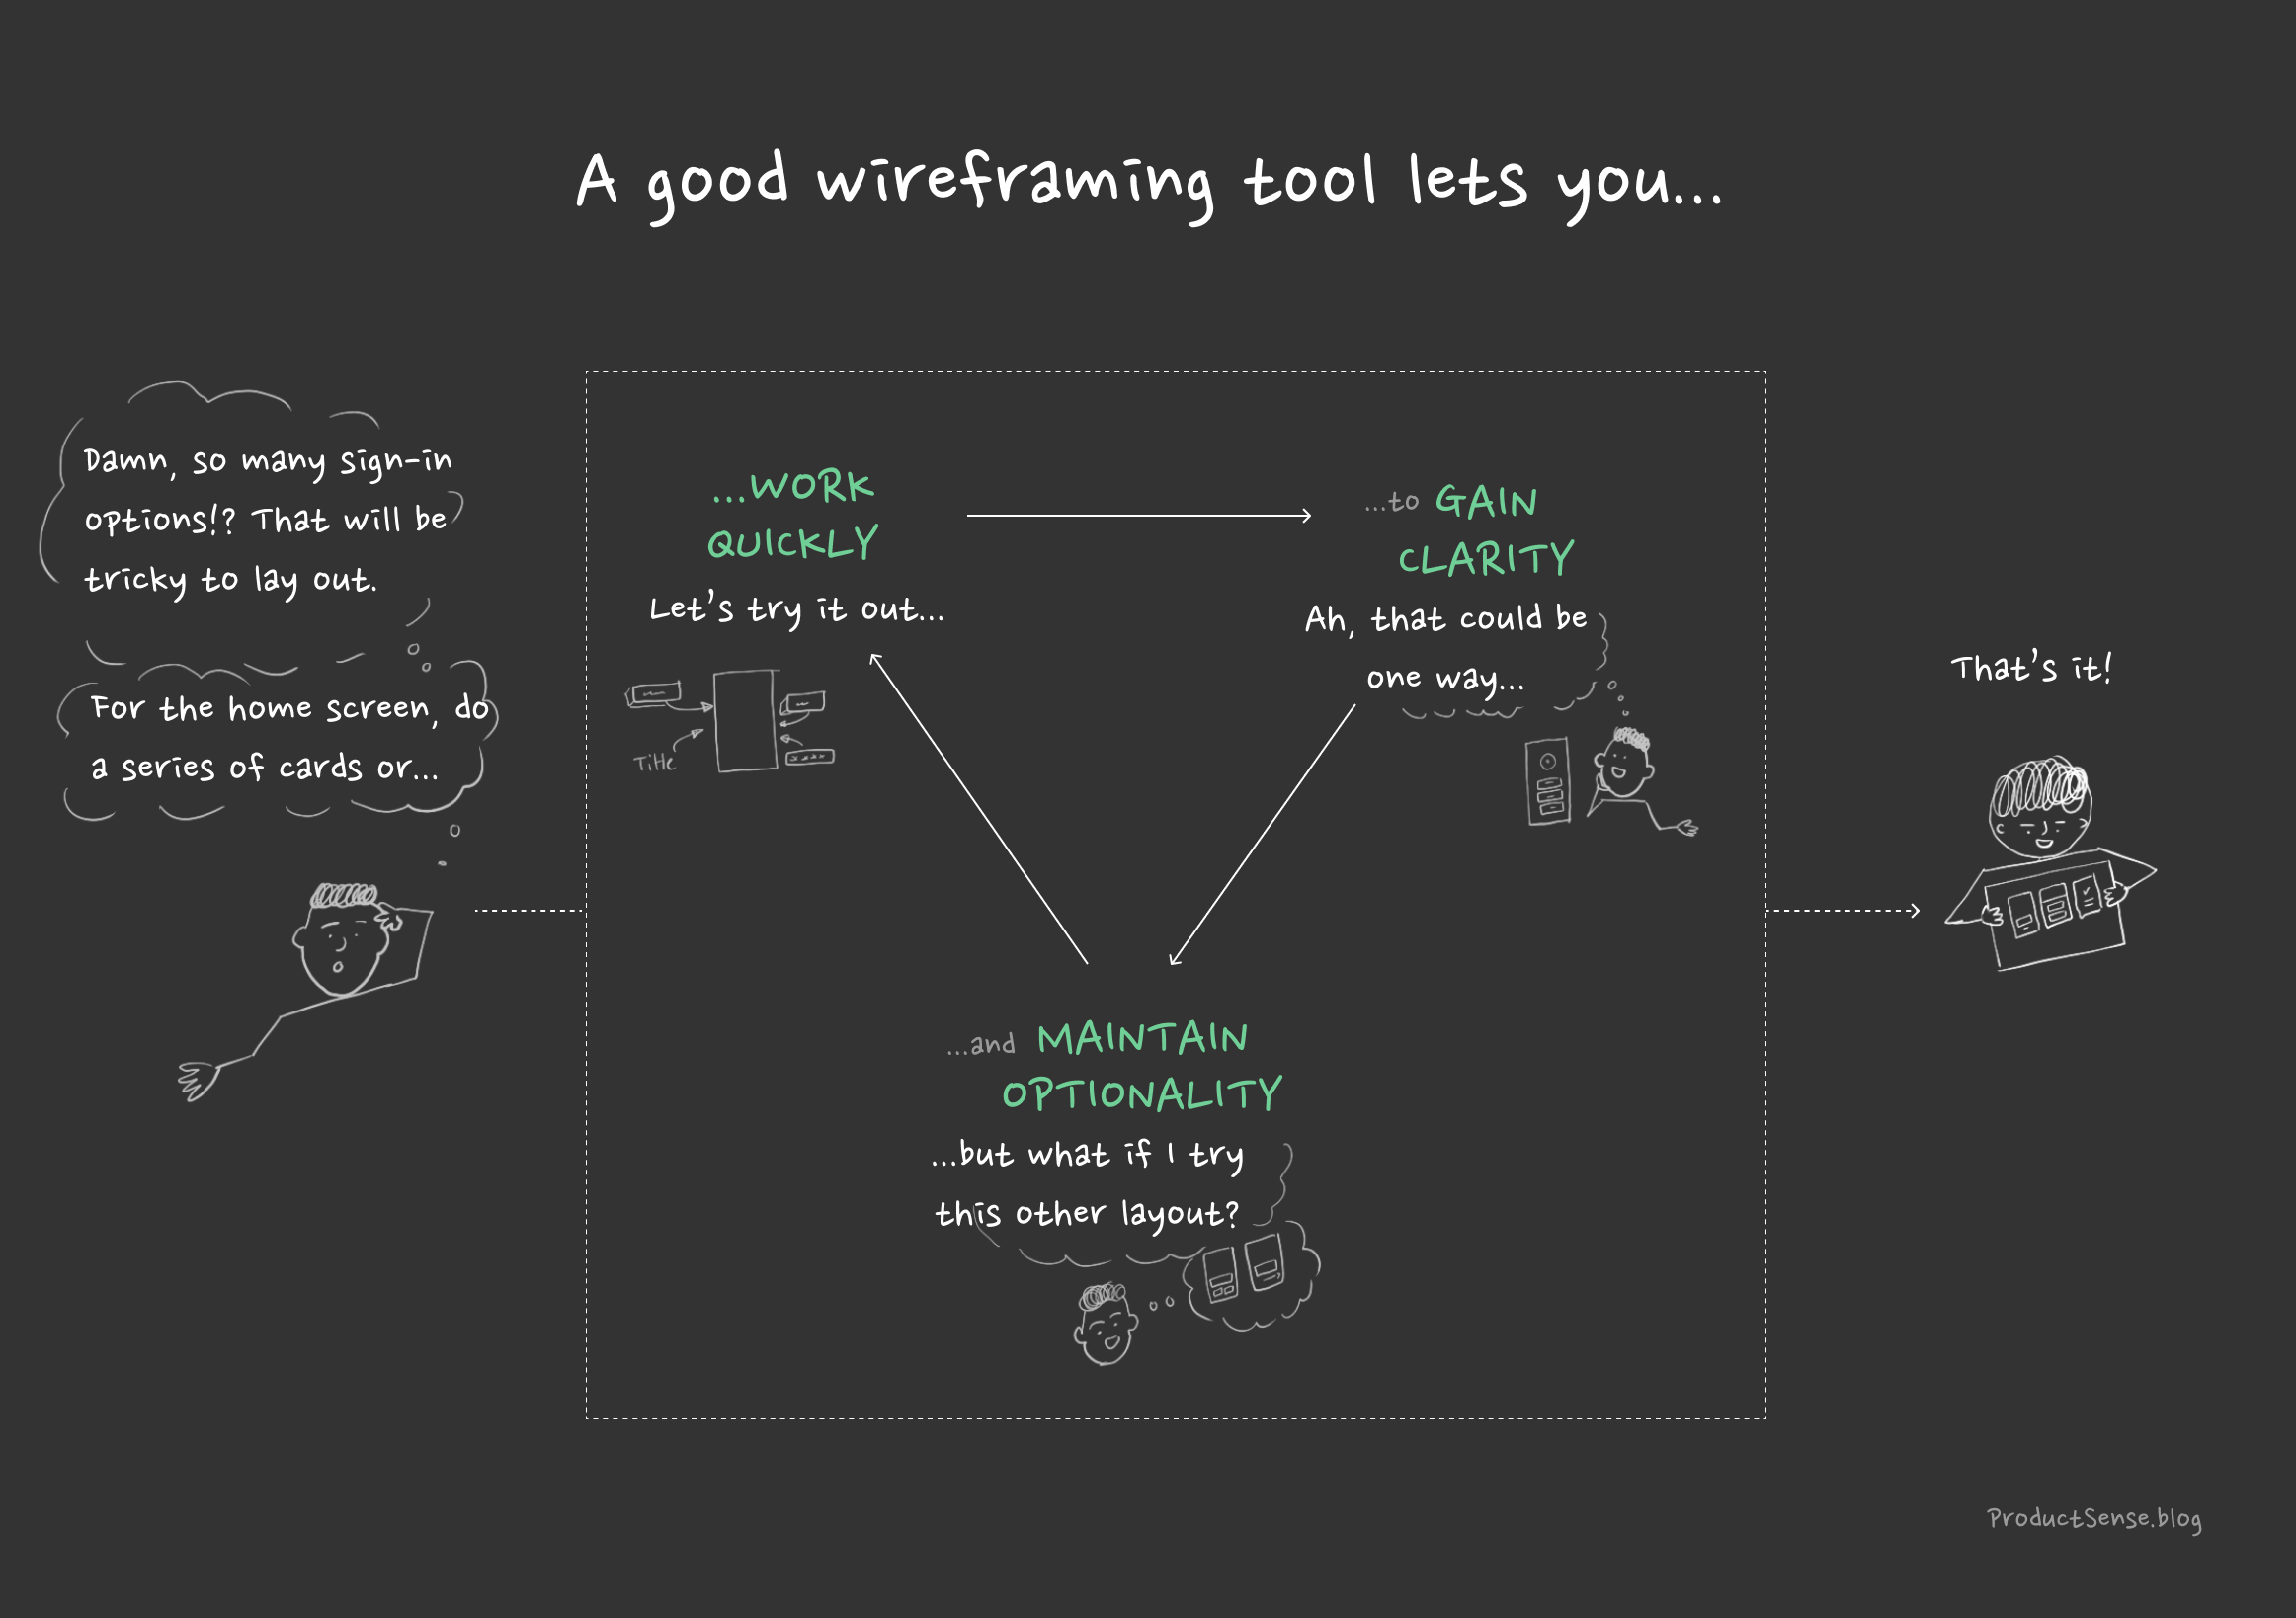 A good wireframing tool lets you...
Damn, so many sign-in
options!? That will be
tricky to lay out.
For the home screen, do
a series of cards or...
...WORK
QUICKLY
Let's try it out...
Title
...to GAIN
CLARITY
Ah, that could be
one way...
...and MAINTAIN
OPTIONALITY
...but what if I try
this other layout?
That's it!
ProductSense.blog